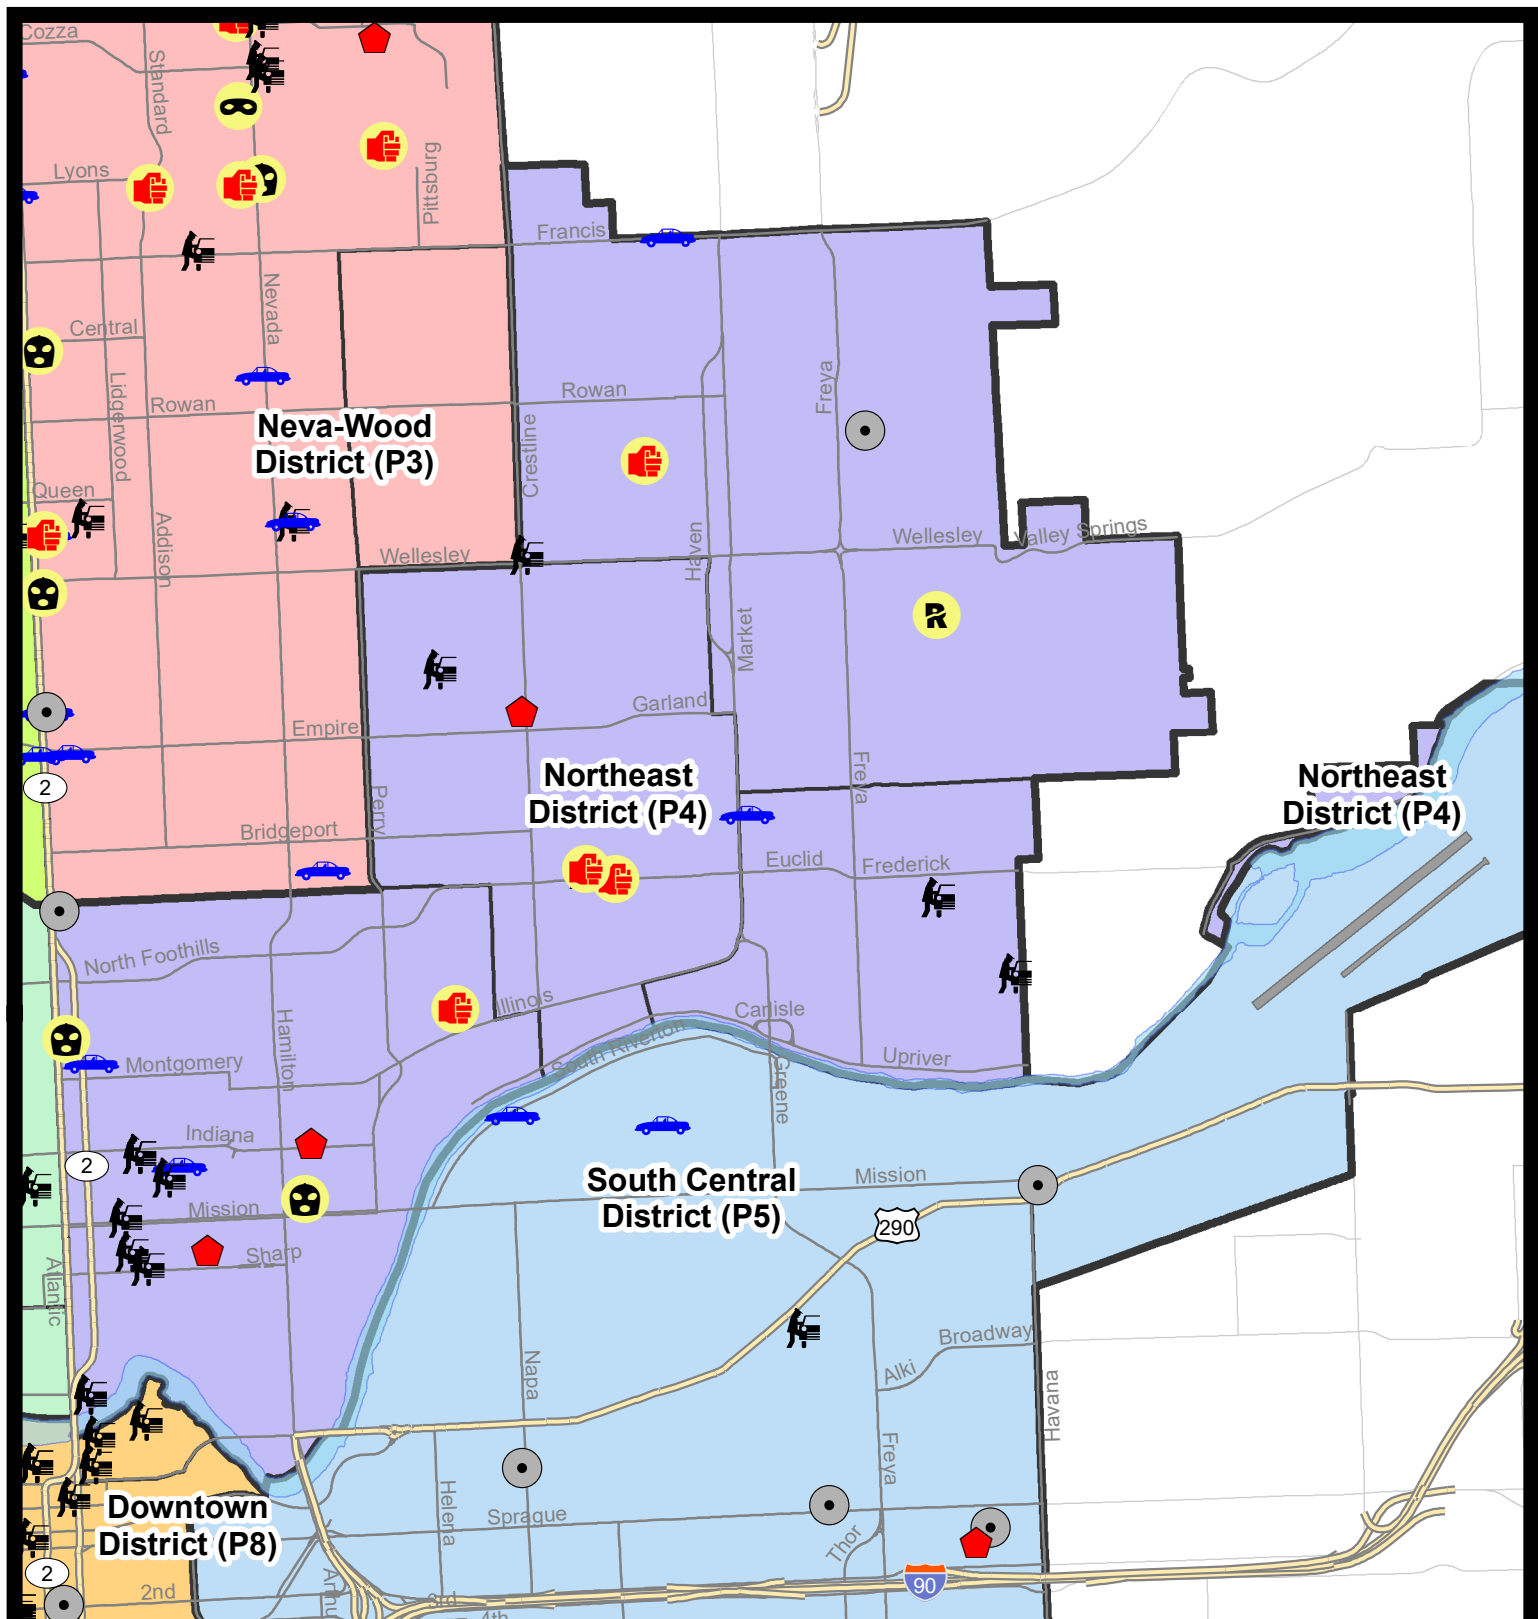 Cozza
Standard
Lyons
Pittsburg
Francis
Nevada
Central
Lidgerwood
Rowan
Rowan
Freya
Neva-Wood
District (P3)
Crestline
Queen
Addison
Haven
Wellesley
Wellesley
Valley Springs
R
Market
Garland
Empire
Perry
Freya
Northeast
District (P4)
Northeast
District (P4)
2
Bridgeport
Euclid
Frederick
North Foothills
Illinois
Hamilton
Carlisle
South Riverton
Upriver
Montgomery
Greene
Indiana
2
Mission
South Central
District (P5)
Mission
290
Sharp
Atlantic
Broadway
Napa
Alki
Havana
Freya
Helena
Sprague
Thor
Downtown
District (P8)
2
2nd
3rd
4th
90